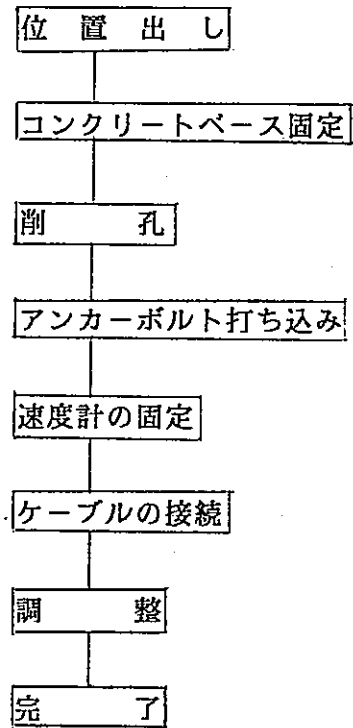 位置出し
コンクリートベース固定
削孔
アンカーボルト打ち込み
速度計の固定
ケーブルの接続
調整
完了